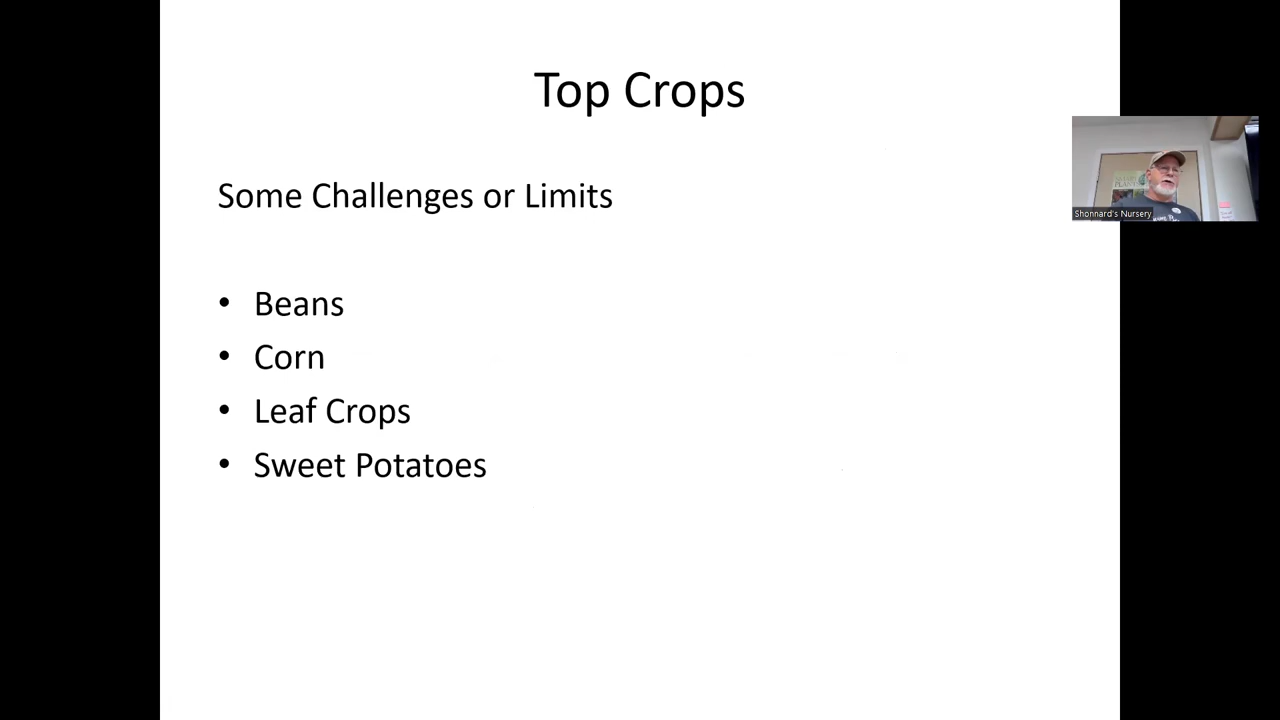 Top Crops
Some Challenges or Limits
• Beans
• Corn
• Leaf Crops
• Sweet Potatoes
Shonnard's Nursery